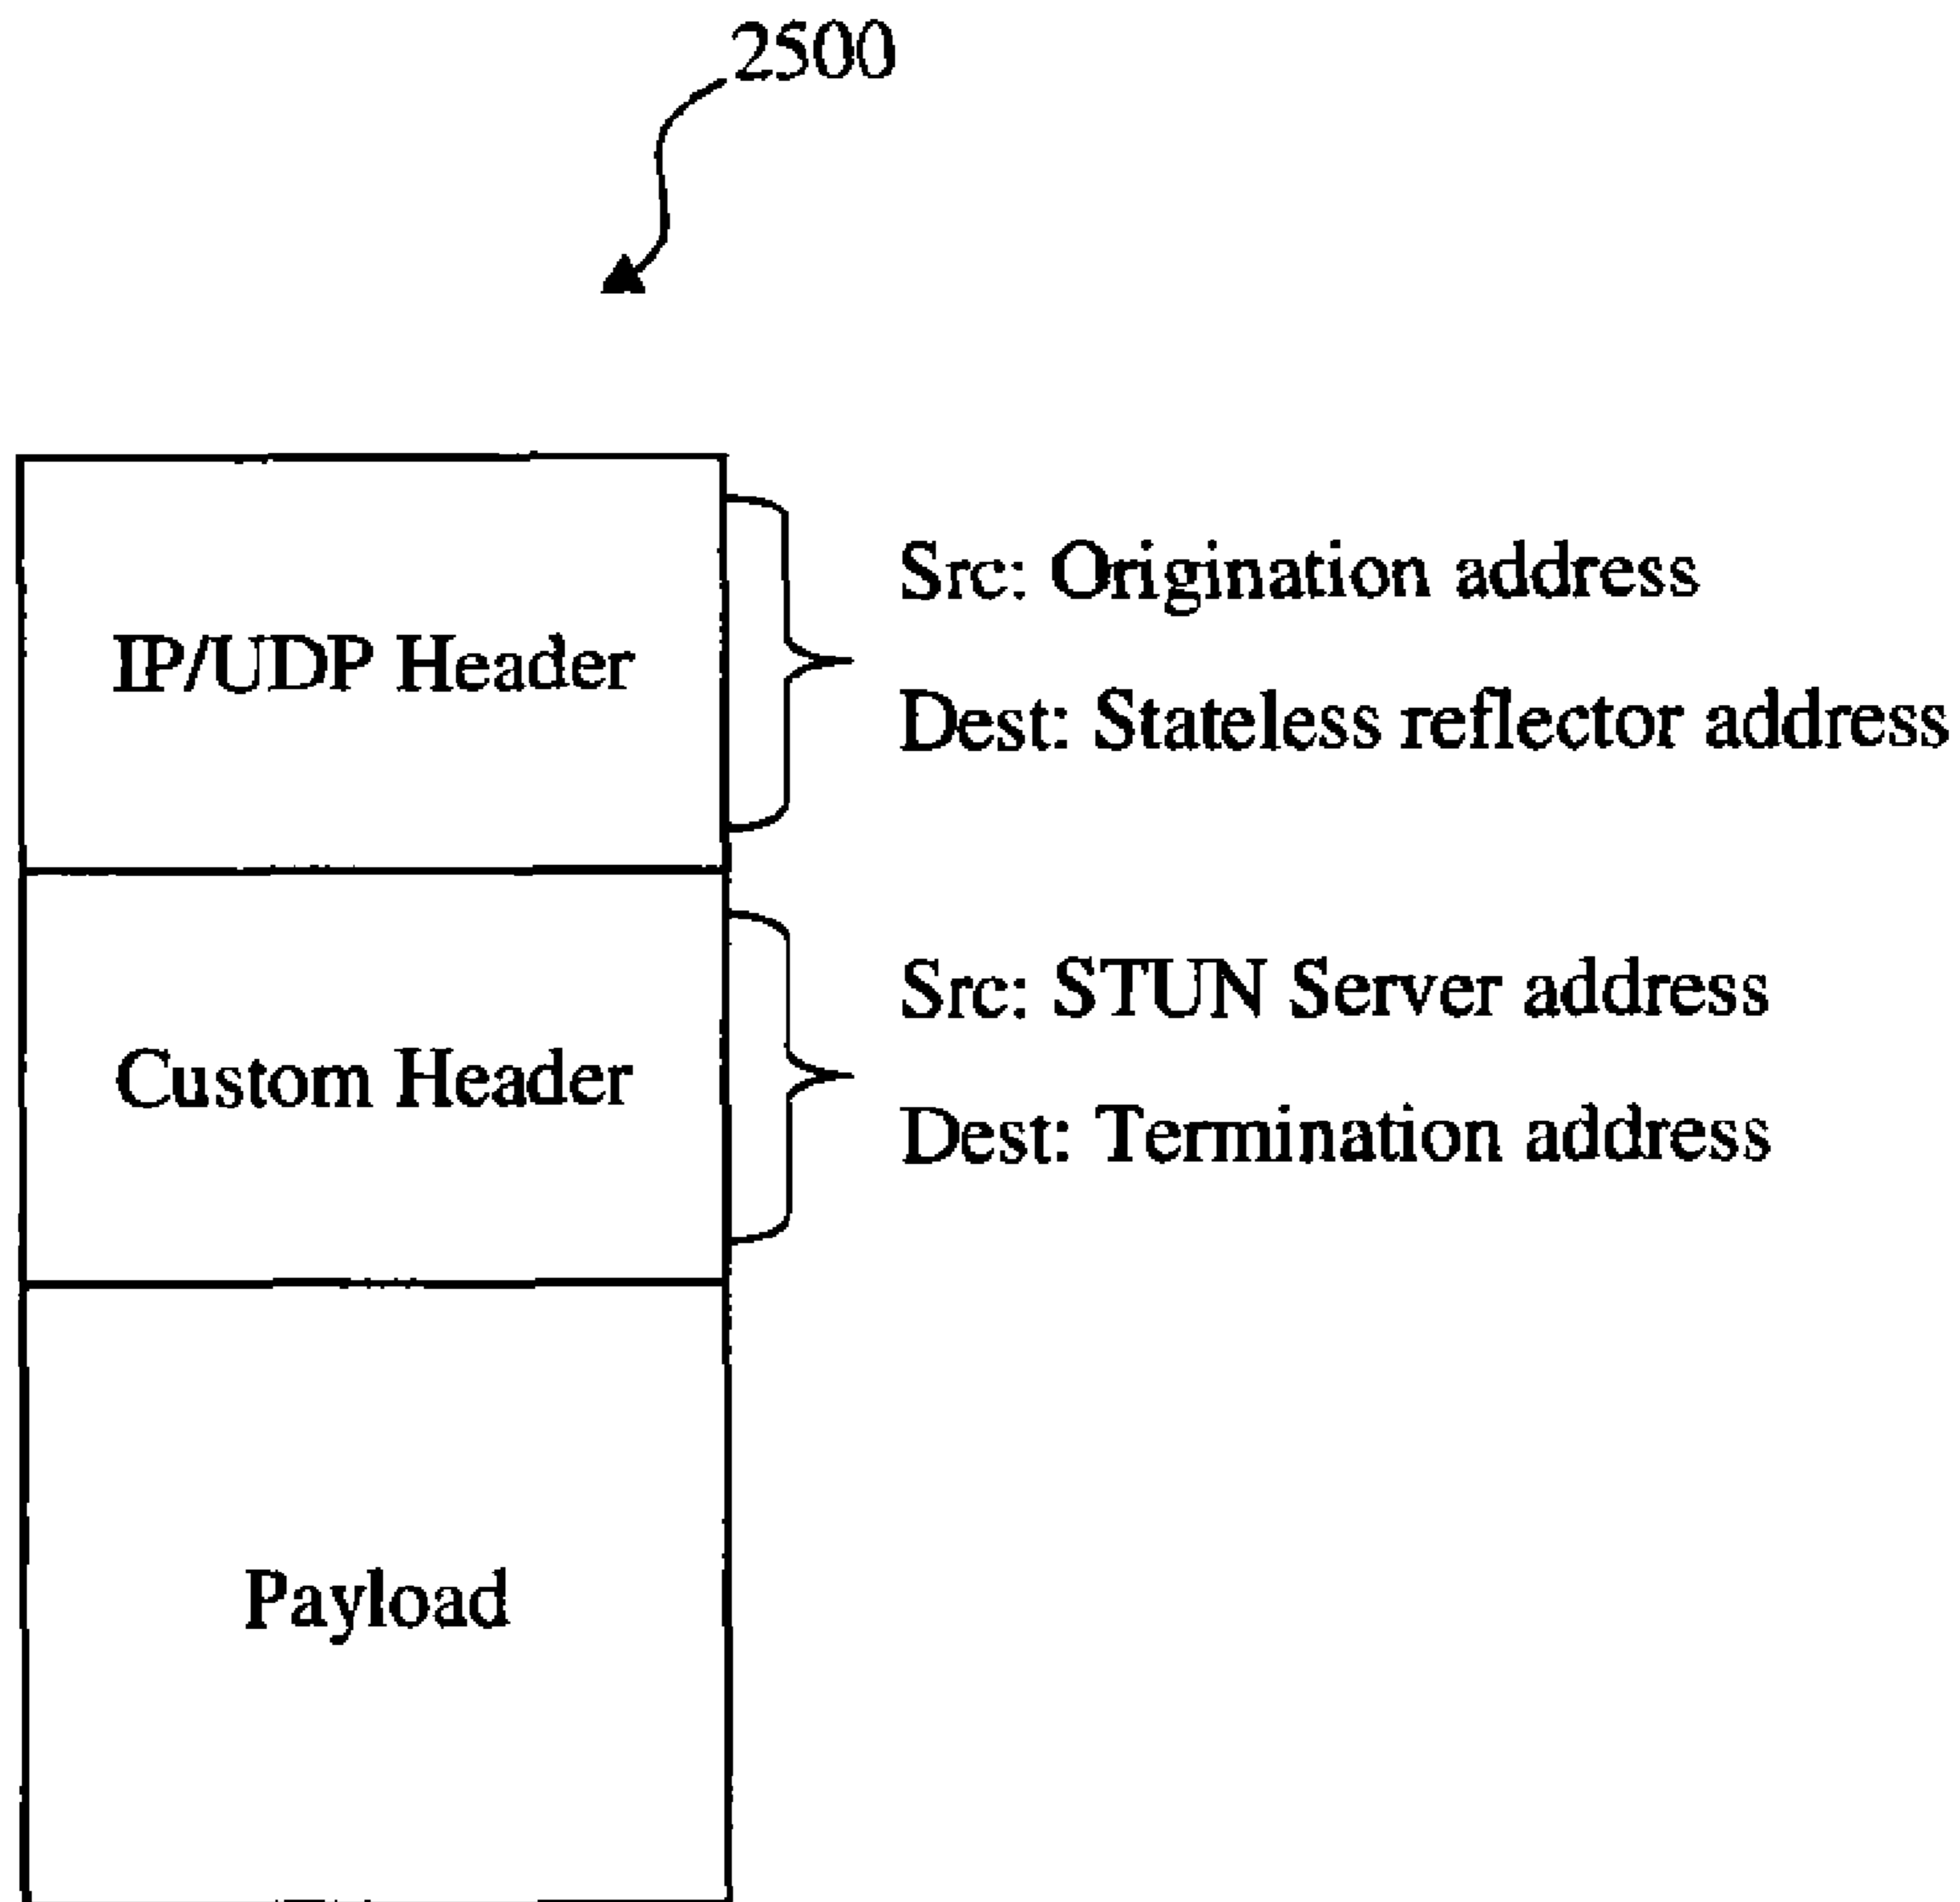 2500
IP/UDP Header
Src: Origination address
Dest: Stateless reflector address
Custom Header
Src: STUN Server address
Dest: Termination address
Payload